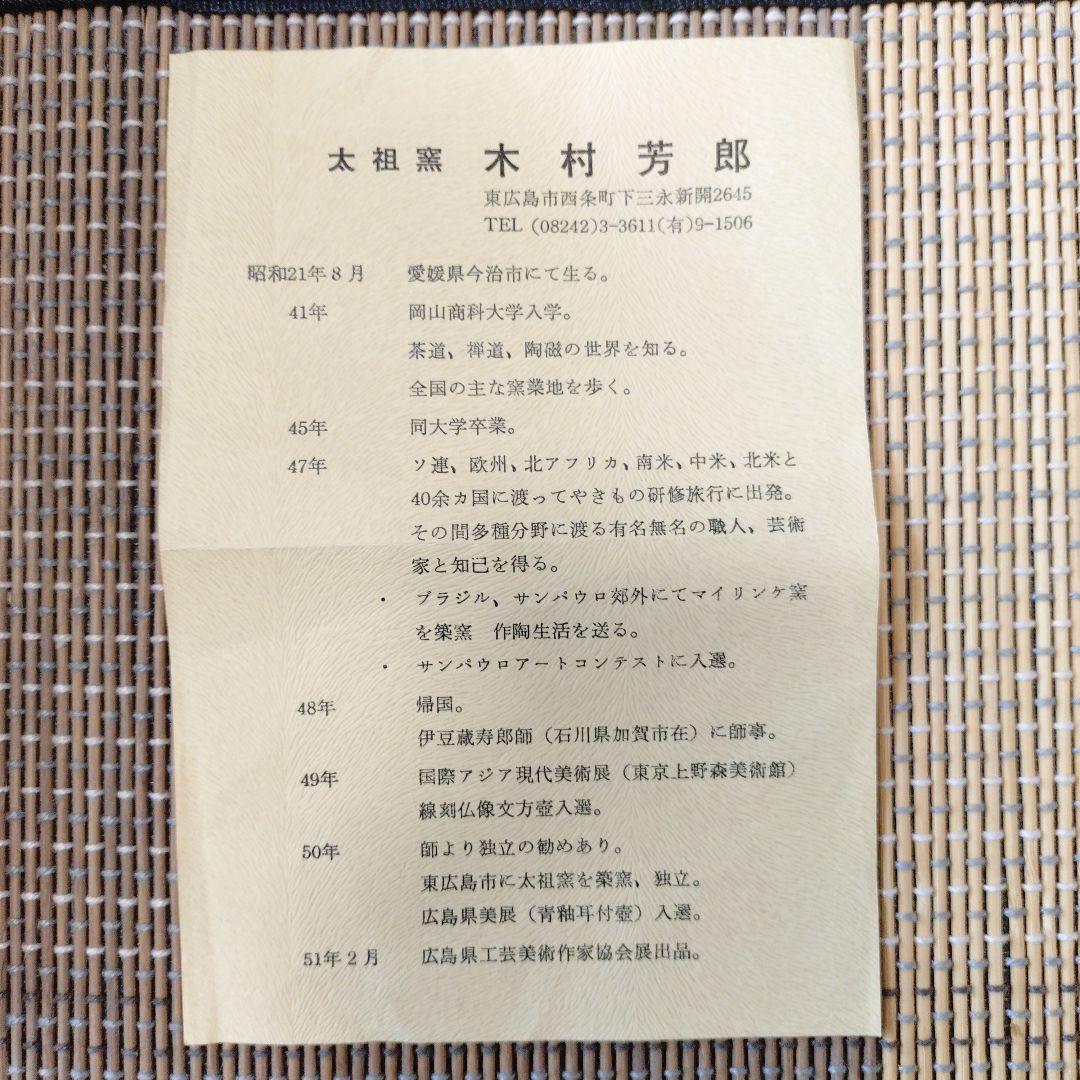 太祖窯 木村芳郎
東広島市西条町下三永新開2645
TEL (08242)3-3611(有)9-1506
昭和21年8月 愛媛県今治市にて生る。
41年 岡山商科大学入学。
茶道、禅道、陶磁の世界を知る。
全国の主な窯業地を歩く。
45年 同大学卒業。
47年 ソ連、欧州、北アフリカ、南米、中米、北米と
40余カ国に渡ってやきもの研修旅行に出発。
その間多種分野に渡る有名無名の職人、芸術
家と知己を得る。
・ ブラジル、サンパウロ郊外にてマイリンケ窯
を築窯 作陶生活を送る。
・ サンパウロアートコンテストに入選。
48年 帰国。
伊豆蔵寿郎師（石川県加賀市在）に師事。
49年 国際アジア現代美術展（東京上野森美術館）
線刻仏像文方壺入選。
50年 師より独立の勧めあり。
東広島市に太祖窯を築窯、独立。
広島県美展（青釉耳付壺）入選。
51年2月 広島県工芸美術作家協会展出品。